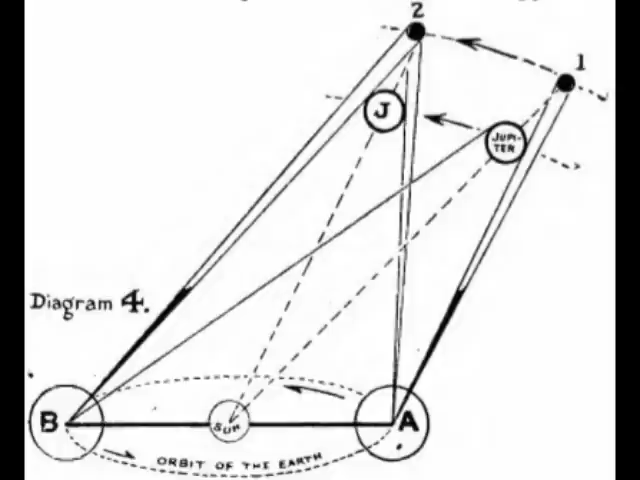 2
1
J
JUPI-
TER
Diagram 4.
B
SUN
A
ORBIT OF THE EARTH